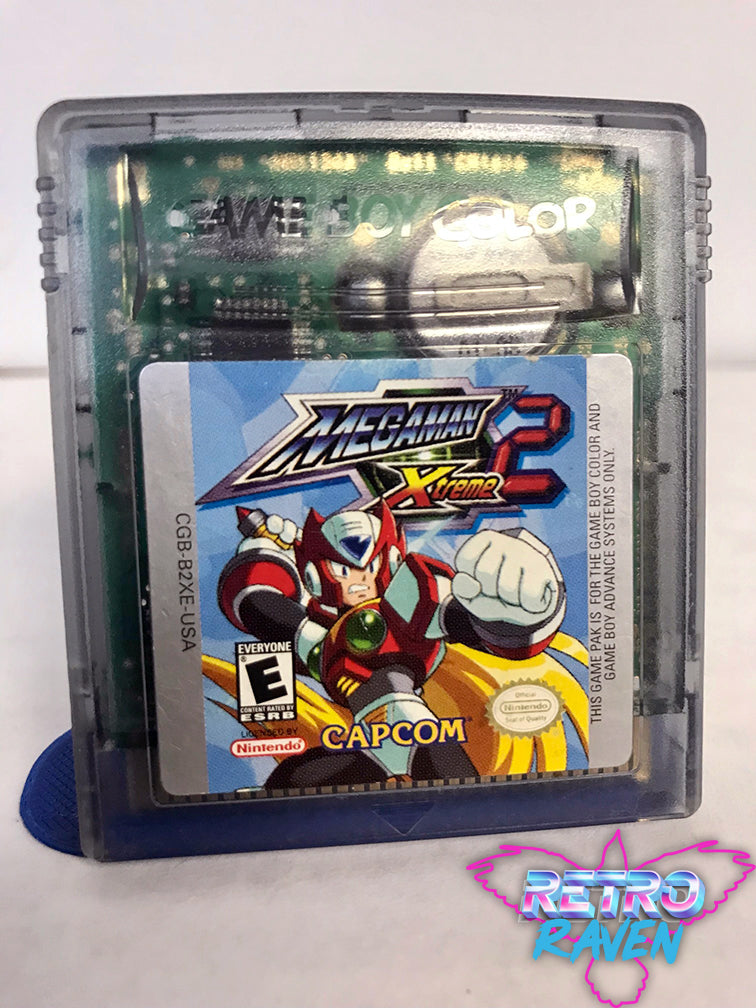 GAME BOY COLOR
MEGAMAN™ 2
Xtreme
CGB-B2XE-USA
THIS GAME PAK IS FOR THE GAME BOY COLOR AND
GAME BOY ADVANCE SYSTEMS ONLY.
EVERYONE
E
CONTENT RATED BY
ESRB
LICENSED BY
Nintendo
CAPCOM®
Official
Nintendo
Seal of Quality
RETRO
RAVEN